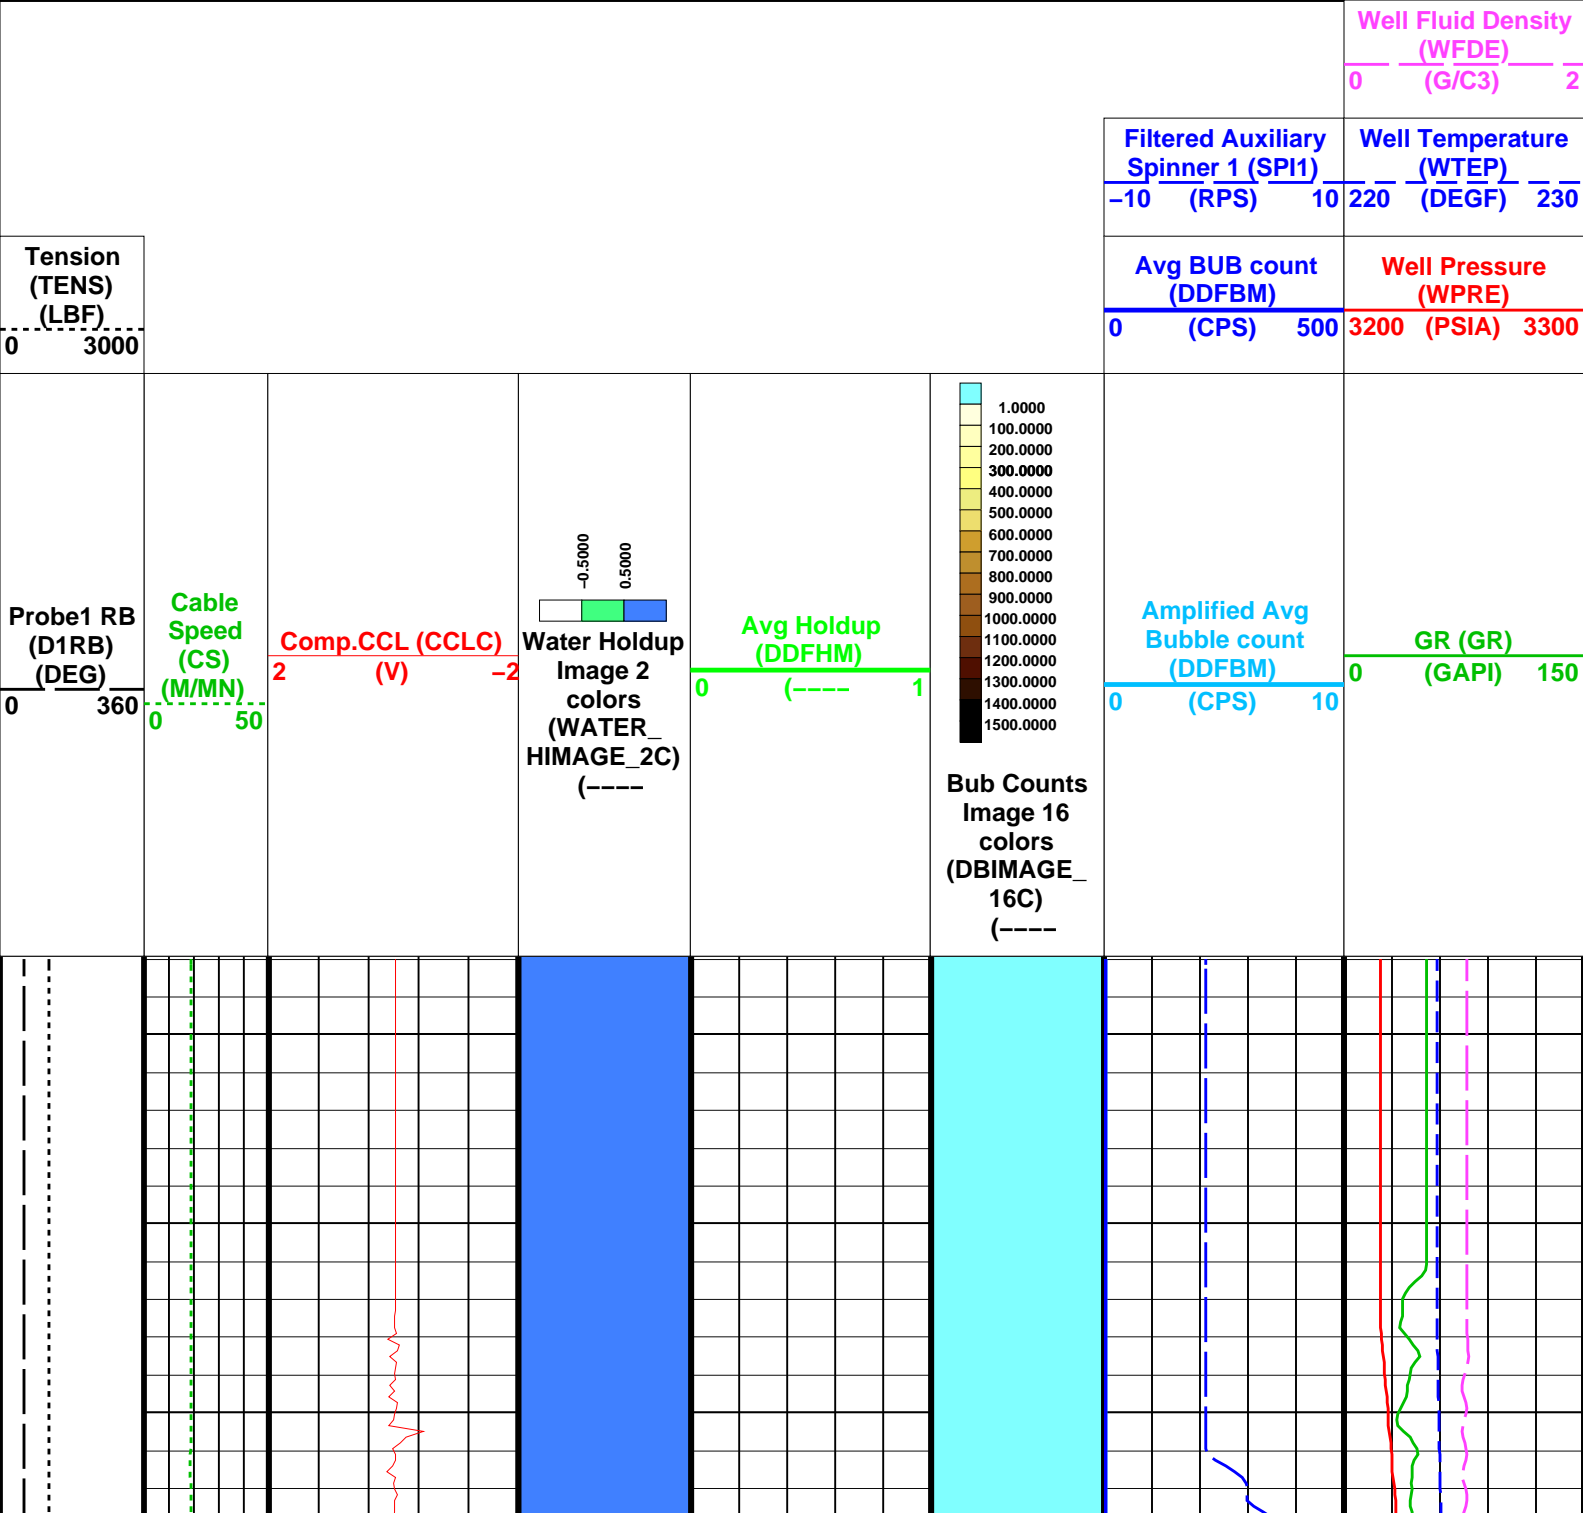 Well Fluid Density
(WFDE)
0 (G/C3) 2
Filtered Auxiliary
Spinner 1 (SPI1)
−10 (RPS) 10
Well Temperature
(WTEP)
220 (DEGF) 230
Tension
(TENS)
(LBF)
0 3000
Avg BUB count
(DDFBM)
0 (CPS) 500
Well Pressure
(WPRE)
3200 (PSIA) 3300
Probe1 RB
(D1RB)
(DEG)
0 360
Cable
Speed
(CS)
(M/MN)
0 50
Comp.CCL (CCLC)
2 (V) −2
−0.5000
0.5000
Water Holdup
Image 2
colors
(WATER_
HIMAGE_2C)
(−−−−
Avg Holdup
(DDFHM)
0 (−−−− 1
1.0000
100.0000
200.0000
300.0000
400.0000
500.0000
600.0000
700.0000
800.0000
900.0000
1000.0000
1100.0000
1200.0000
1300.0000
1400.0000
1500.0000
Bub Counts
Image 16
colors
(DBIMAGE_
16C)
(−−−−
Amplified Avg
Bubble count
(DDFBM)
0 (CPS) 10
GR (GR)
0 (GAPI) 150